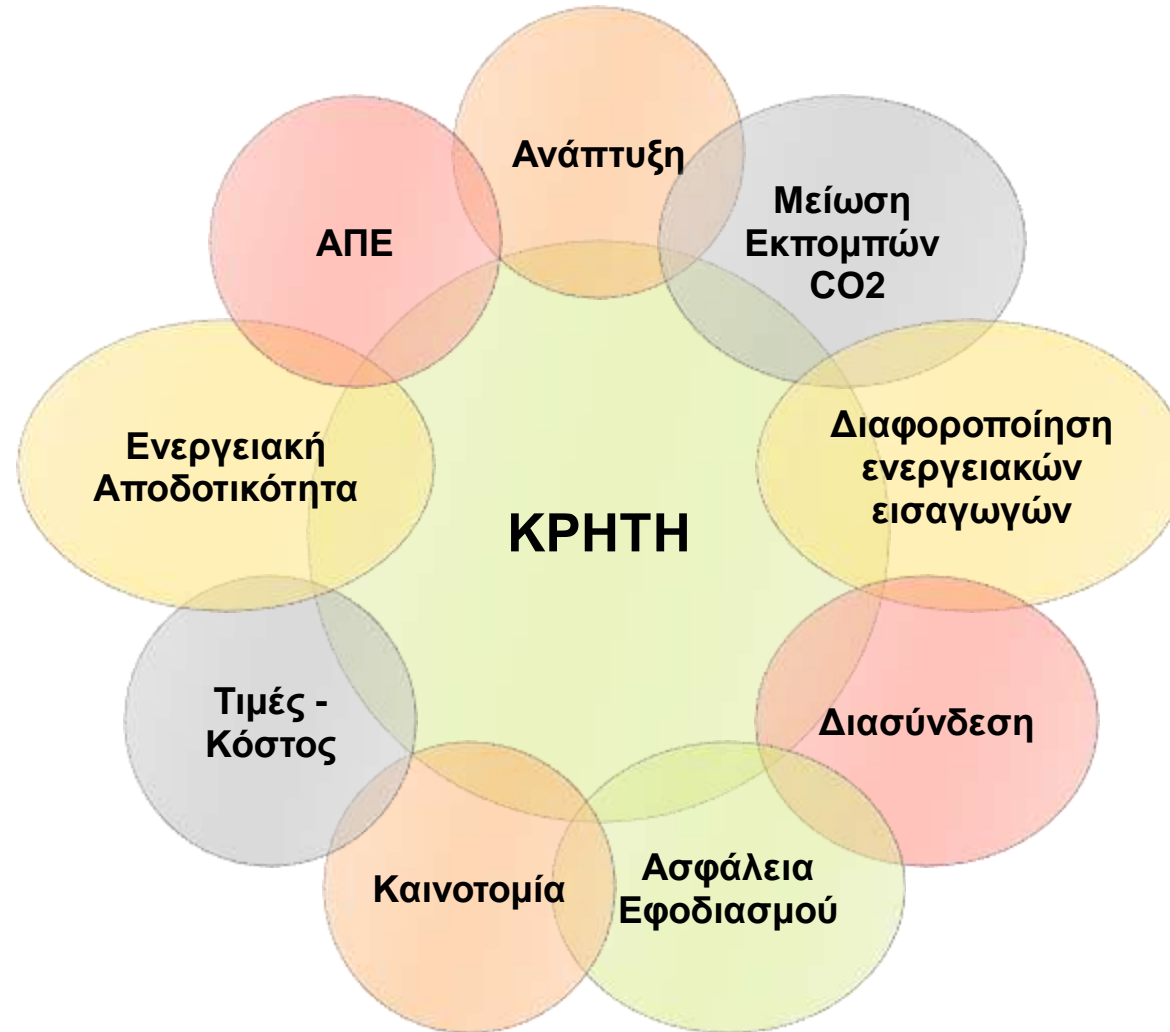 Ανάπτυξη
Μείωση
Εκπομπών
CO2
Διαφοροποίηση
ενεργειακών
εισαγωγών
Διασύνδεση
Ασφάλεια
Εφοδιασμού
Καινοτομία
Τιμές -
Κόστος
Ενεργειακή
Αποδοτικότητα
ΑΠΕ
ΚΡΗΤΗ